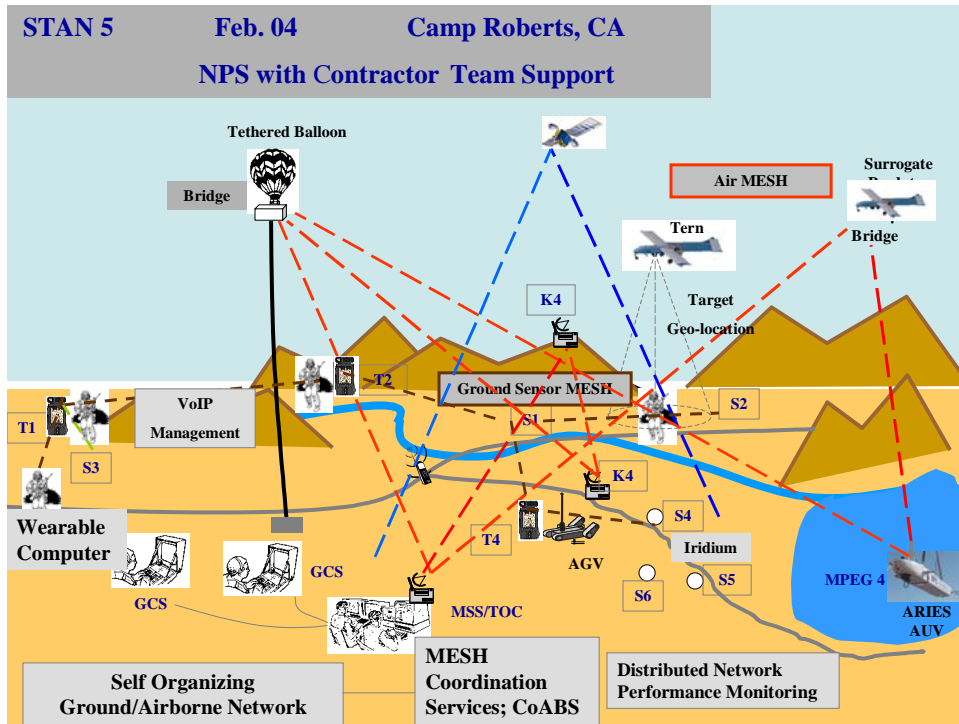 STAN 5 Feb. 04 Camp Roberts, CA
NPS with Contractor Team Support
Tethered Balloon
Bridge
Air MESH
Surrogate
Bridge
Tern
Target
Geo-location
K4
T2
Ground Sensor MESH
VoIP
Management
T1
S3
S1
S2
K4
Wearable
Computer
T4
S4
AGV
Iridium
S6
S5
GCS
GCS
MSS/TOC
MPEG 4
ARIES
AUV
Self Organizing
Ground/Airborne Network
MESH
Coordination
Services; CoABS
Distributed Network
Performance Monitoring